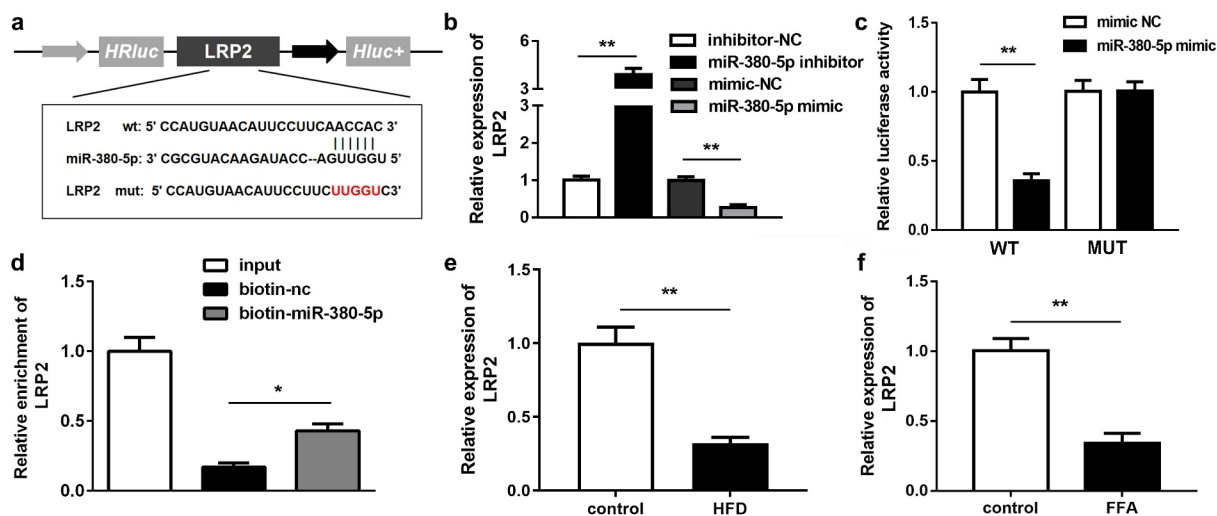 a
HRluc LRP2 Hluc+
LRP2 wt: 5' CCAUGUAACAUUCCUUCAACCAC 3'
miR-380-5p: 3' CGCGUACAAGAUACC--AGUUGGU 5'
LRP2 mut: 5' CCAUGUAACAUUCCUUCUUGGUC3'
b
Relative expression of
LRP2
6
5
4
3
3
2
1
0
**
**
inhibitor-NC
miR-380-5p inhibitor
mimic-NC
miR-380-5p mimic
c
Relative luciferase activity
1.5
1.0
0.5
0.0
**
WT MUT
mimic NC
miR-380-5p mimic
d
Relative enrichment of
LRP2
1.5
1.0
0.5
0.0
*
input
biotin-nc
biotin-miR-380-5p
e
Relative expression of
LRP2
1.5
1.0
0.5
0.0
**
control HFD
f
Relative expression of
LRP2
1.5
1.0
0.5
0.0
**
control FFA